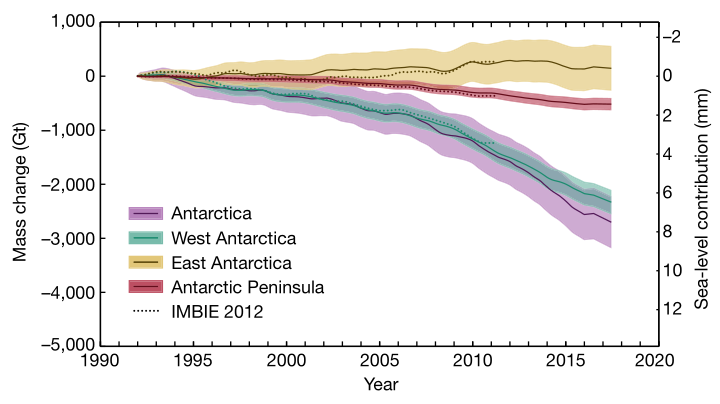 1,000
0
−1,000
−2,000
−3,000
−4,000
−5,000
Mass change (Gt)
−2
0
2
4
6
8
10
12
Sea-level contribution (mm)
Antarctica
West Antarctica
East Antarctica
Antarctic Peninsula
IMBIE 2012
1990 1995 2000 2005 2010 2015 2020
Year